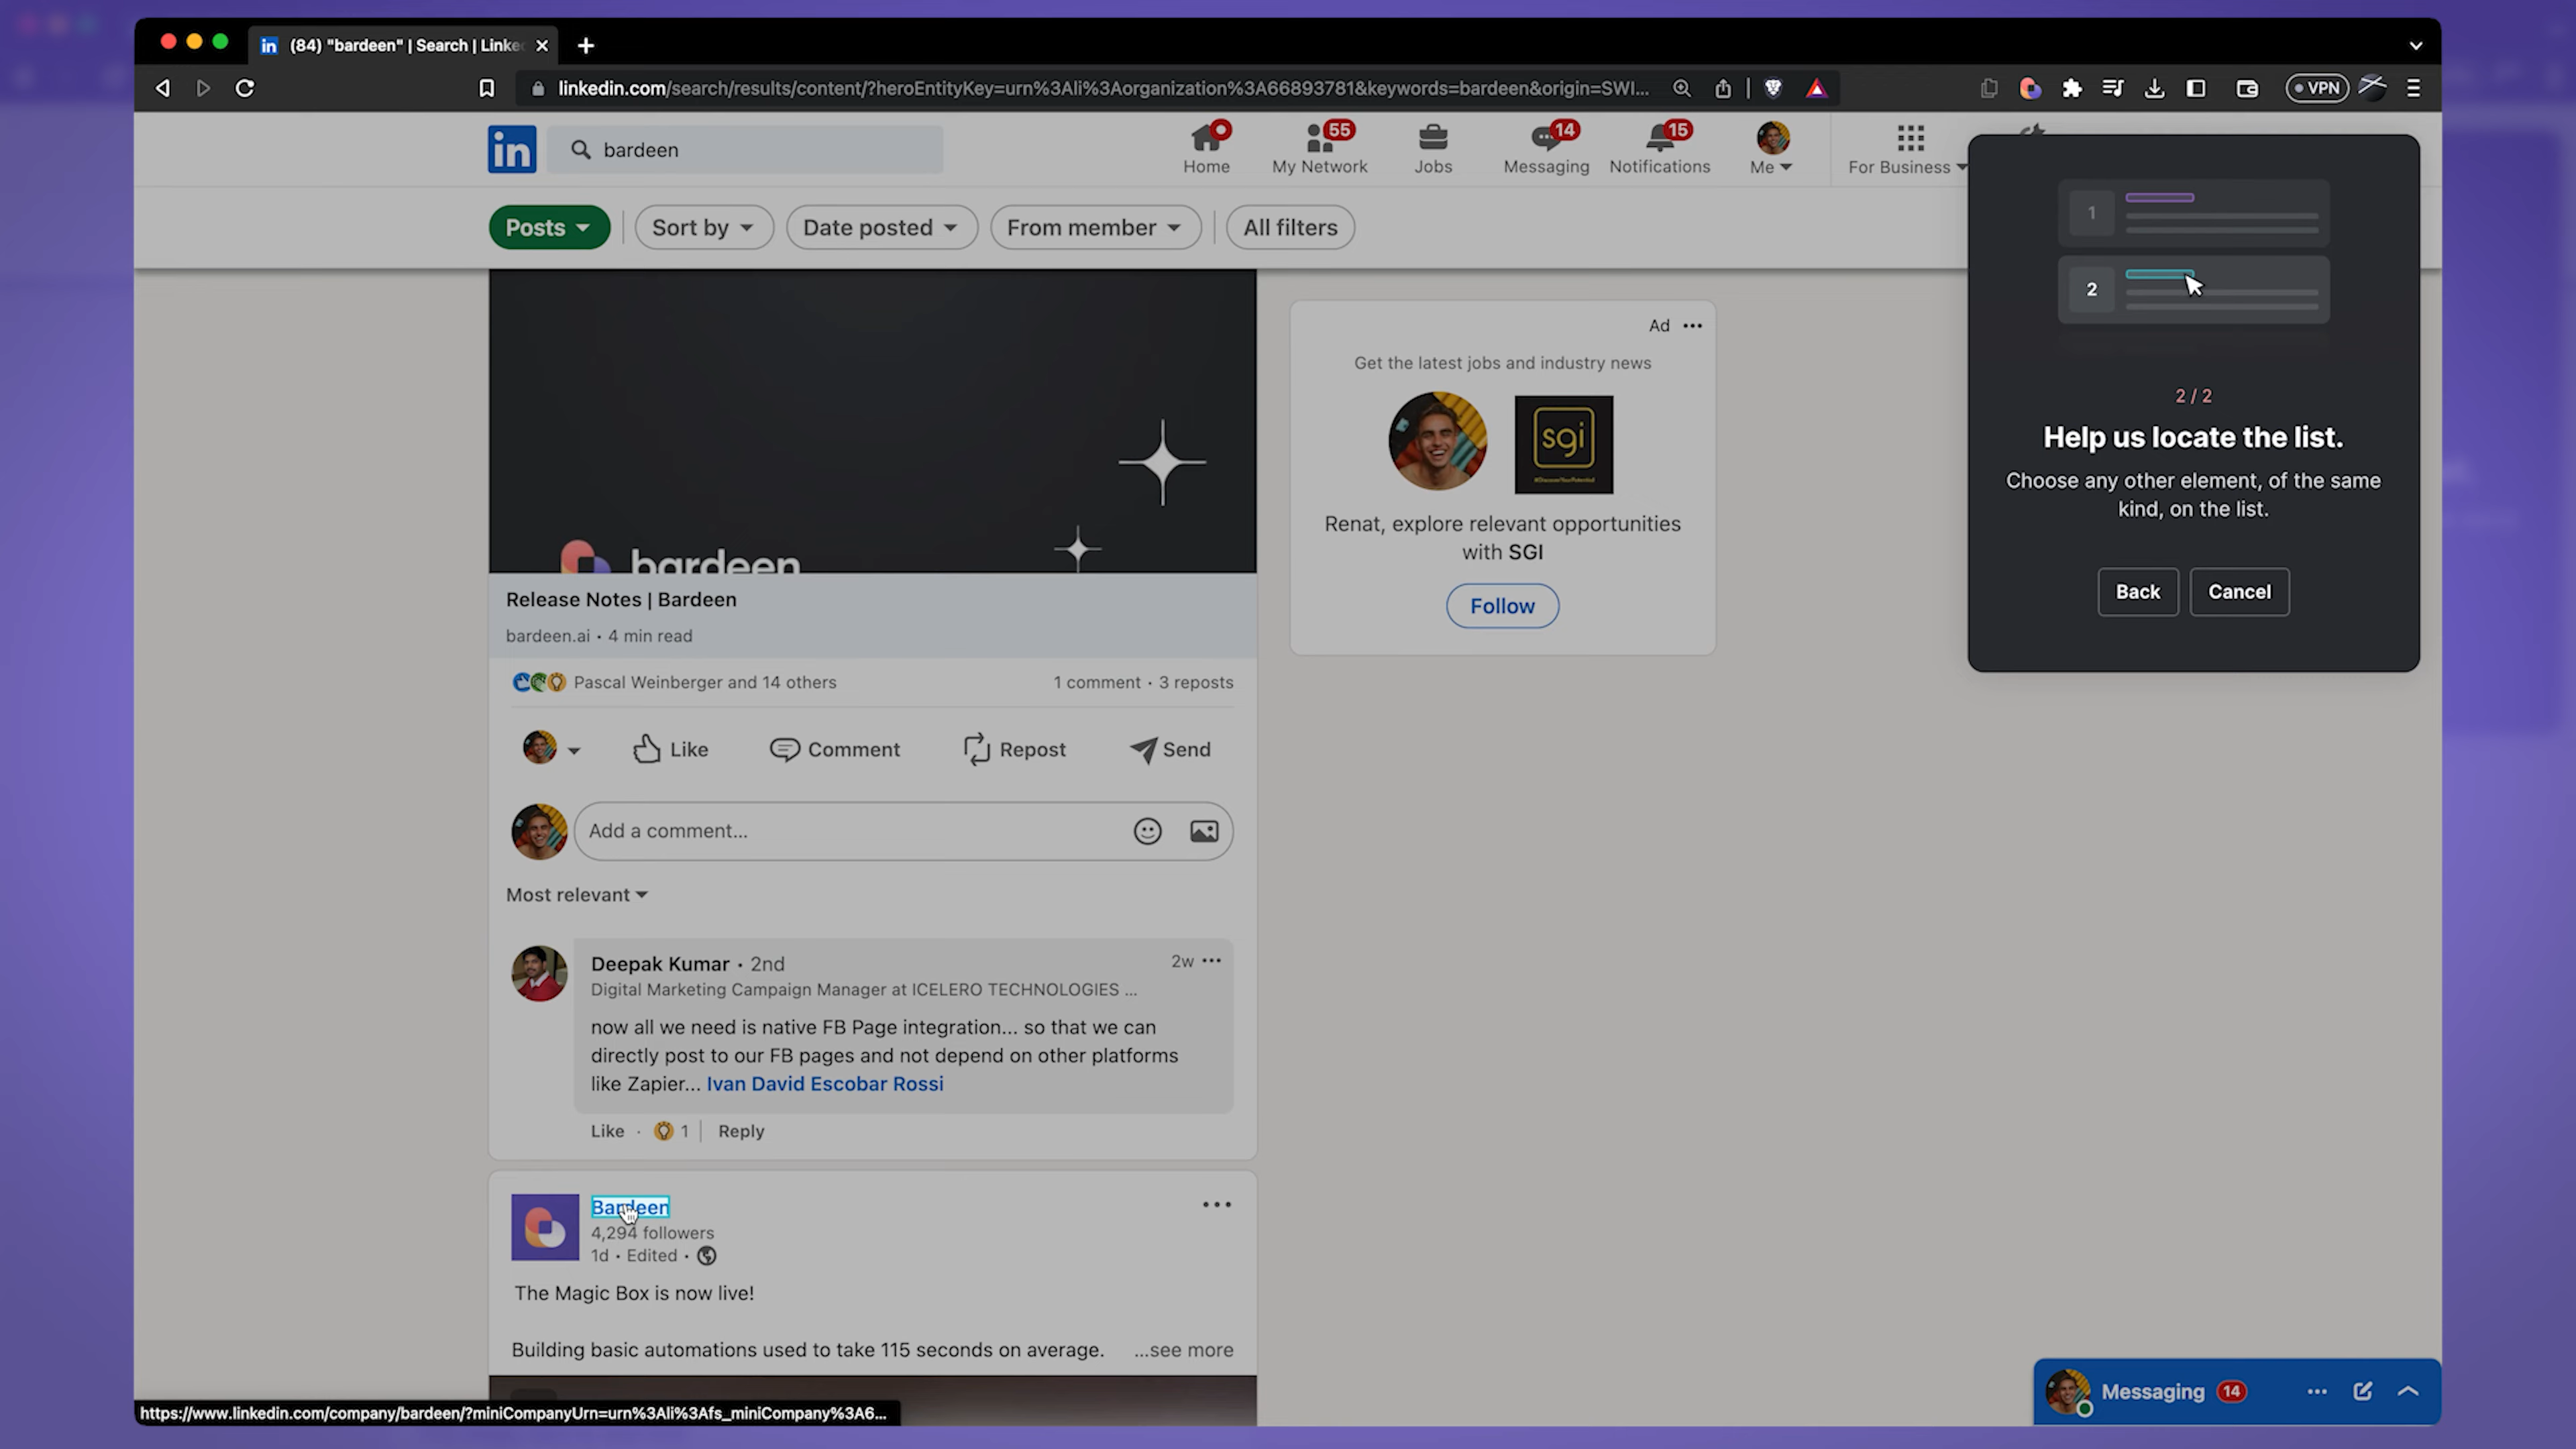 (84) "bardeen" | Search | Linke
linkedin.com/search/results/content/?heroEntityKey=urn%3Ali%3Aorganization%3A66893781&keywords=bardeen&origin=SWI...
VPN
in
bardeen
Home
55
My Network
Jobs
14
Messaging
15
Notifications
Me
For Business
Posts
Sort by
Date posted
From member
All filters
bardeen
Release Notes | Bardeen
bardeen.ai • 4 min read
Pascal Weinberger and 14 others
1 comment • 3 reposts
Like
Comment
Repost
Send
Add a comment...
Most relevant
Deepak Kumar • 2nd
2w
Digital Marketing Campaign Manager at ICELERO TECHNOLOGIES ...
now all we need is native FB Page integration... so that we can
directly post to our FB pages and not depend on other platforms
like Zapier... Ivan David Escobar Rossi
Like · 1 | Reply
Bardeen
4,294 followers
1d • Edited •
The Magic Box is now live!
Building basic automations used to take 115 seconds on average. ...see more
Ad
Get the latest jobs and industry news
sgi
Renat, explore relevant opportunities
with SGI
Follow
1
2
2 / 2
Help us locate the list.
Choose any other element, of the same
kind, on the list.
Back
Cancel
Messaging 14
https://www.linkedin.com/company/bardeen/?miniCompanyUrn=urn%3Ali%3Afs_miniCompany%3A6...